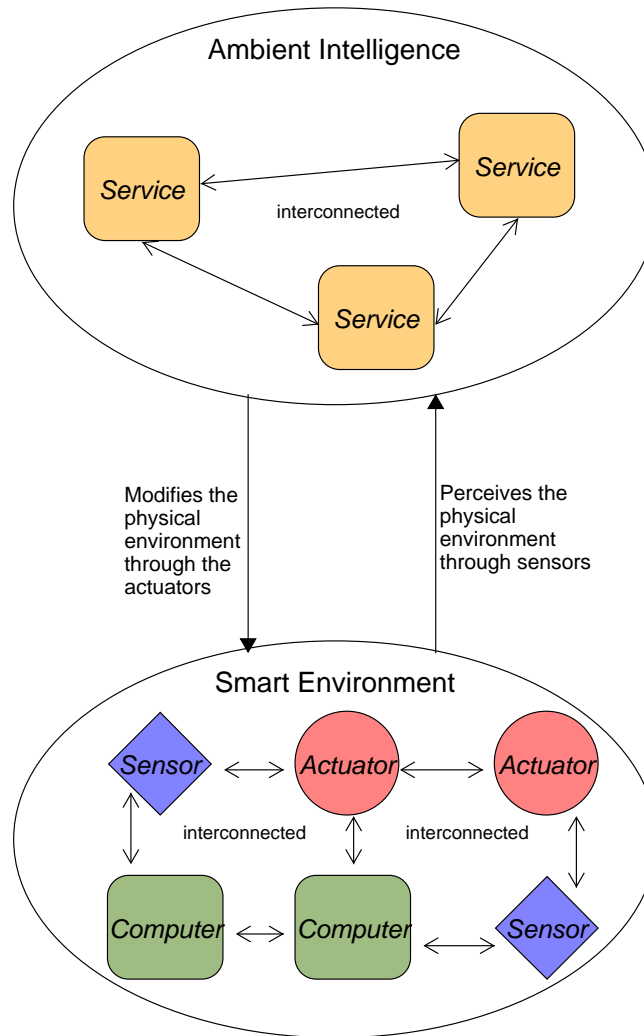 Ambient Intelligence
Service
Service
interconnected
Service
Modifies the
physical
environment
through the
actuators
Perceives the
physical
environment
through sensors
Smart Environment
Sensor
Actuator
Actuator
interconnected
interconnected
Computer
Computer
Sensor